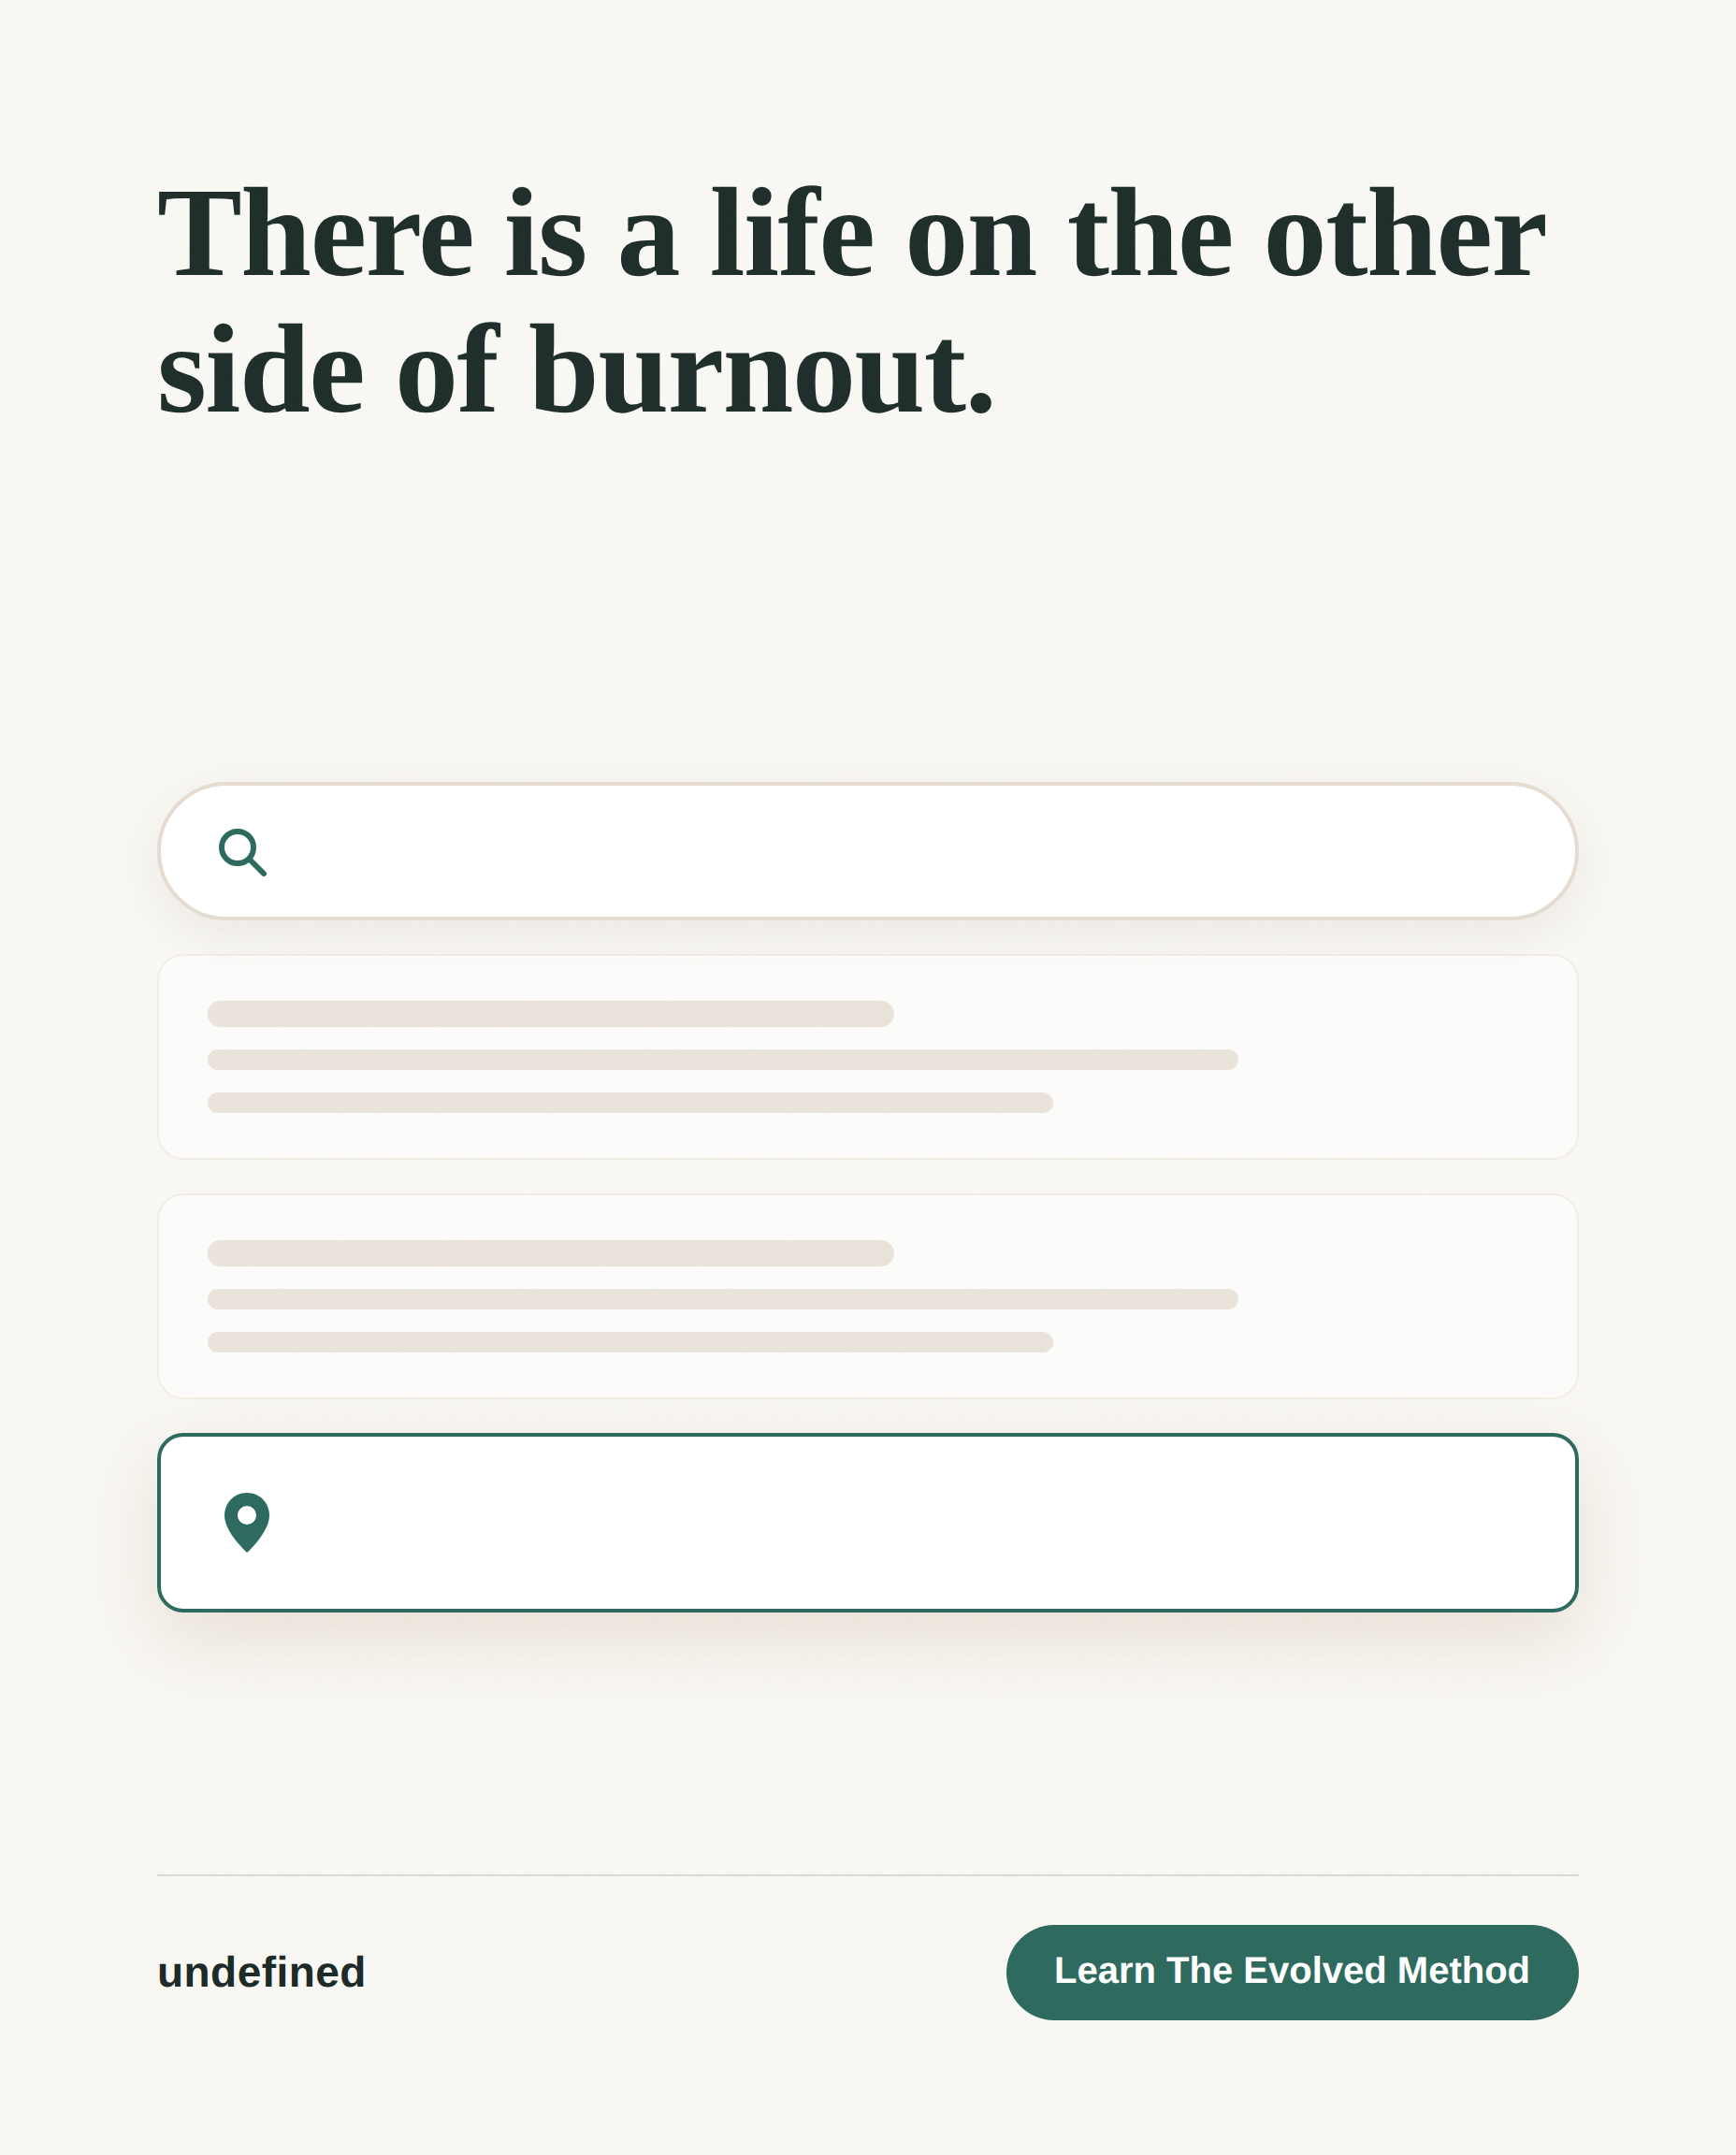 There is a life on the other
side of burnout.
undefined
Learn The Evolved Method